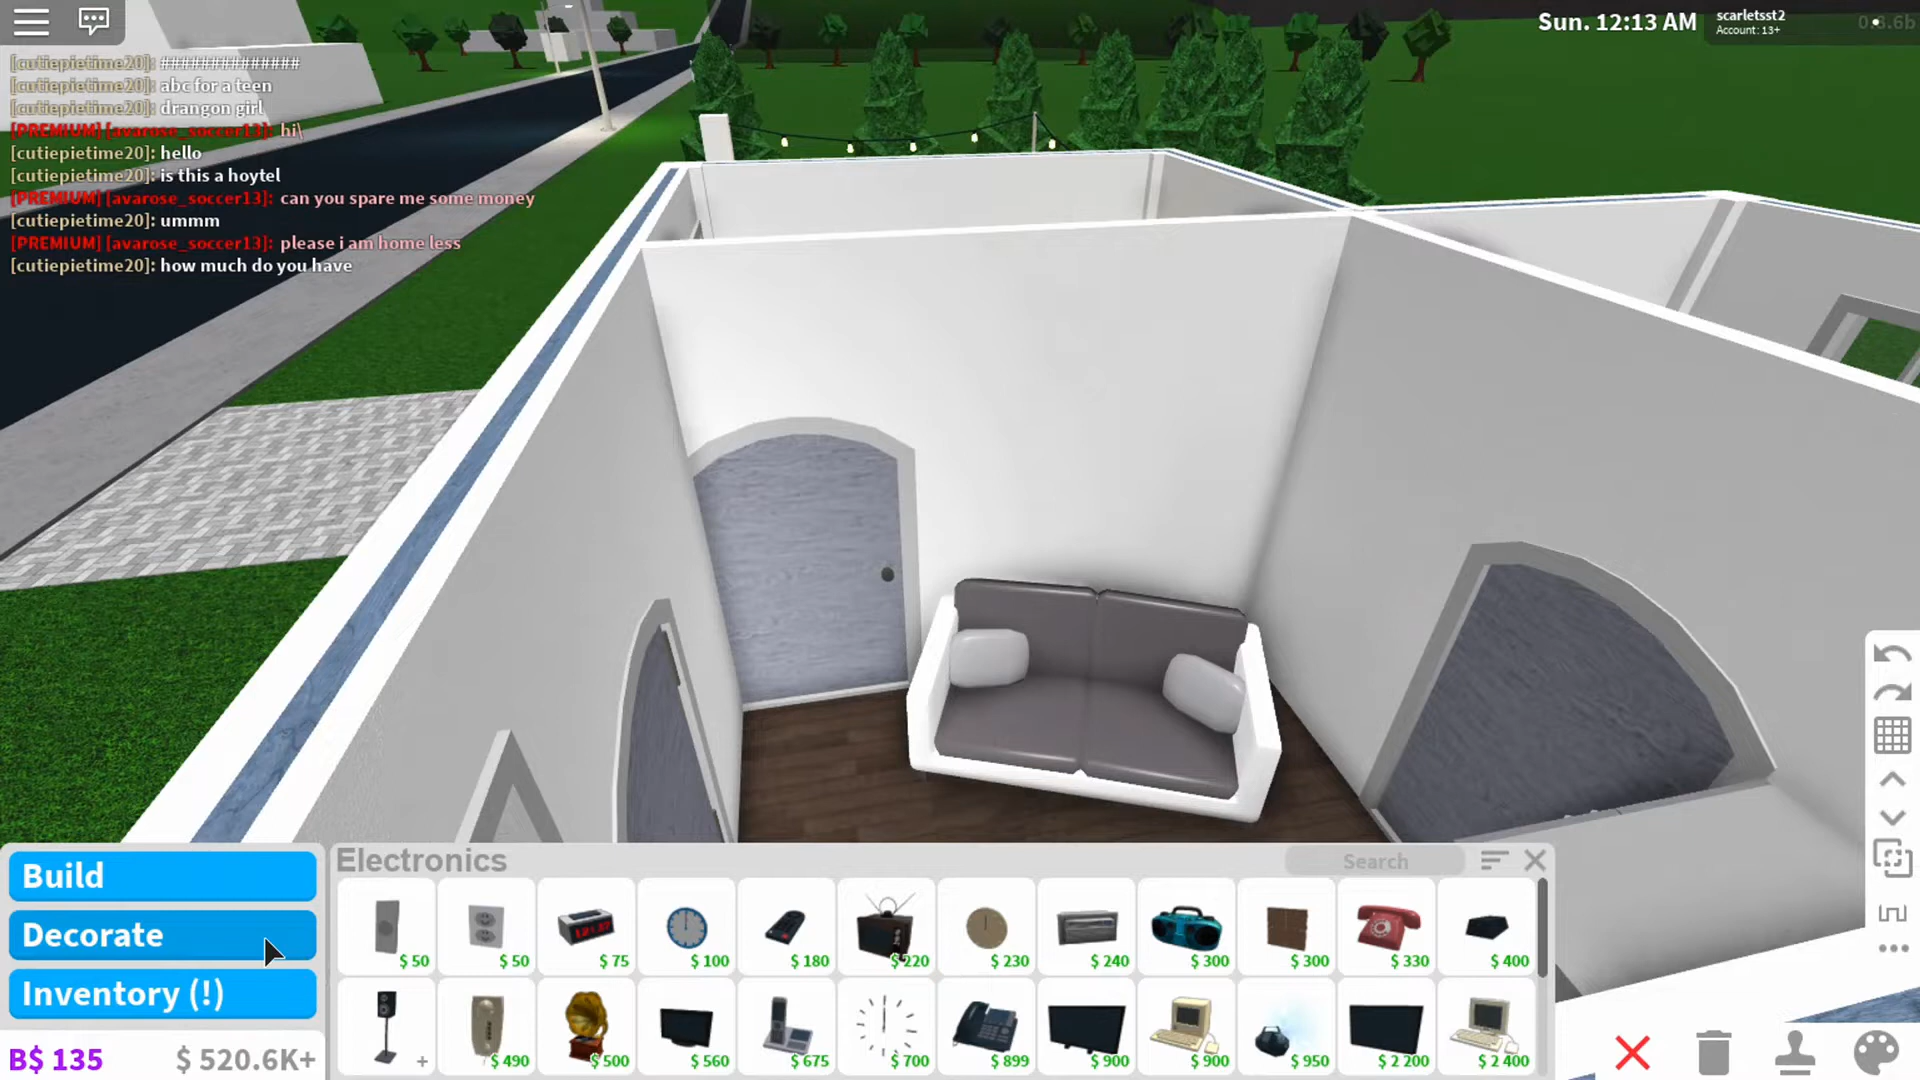 Sun. 12:13 AM
scarletsst2
Account: 13+
0.8.6b
[cutiepietime20]: ##############
[cutiepietime20]: abc for a teen
[cutiepietime20]: drangon girl
[PREMIUM] [avarose_soccer13]: hi\
[cutiepietime20]: hello
[cutiepietime20]: is this a hoytel
[PREMIUM] [avarose_soccer13]: can you spare me some money
[cutiepietime20]: ummm
[PREMIUM] [avarose_soccer13]: please i am home less
[cutiepietime20]: how much do you have
Build
Decorate
Inventory (!)
B$ 135 $ 520.6K+
Electronics
Search
$ 50 $ 50 $ 75 $ 100 $ 180 $ 220 $ 230 $ 240 $ 300 $ 300 $ 330 $ 400
+ $ 490 $ 500 $ 560 $ 675 $ 700 $ 899 $ 900 $ 900 $ 950 $ 2 200 $ 2 400